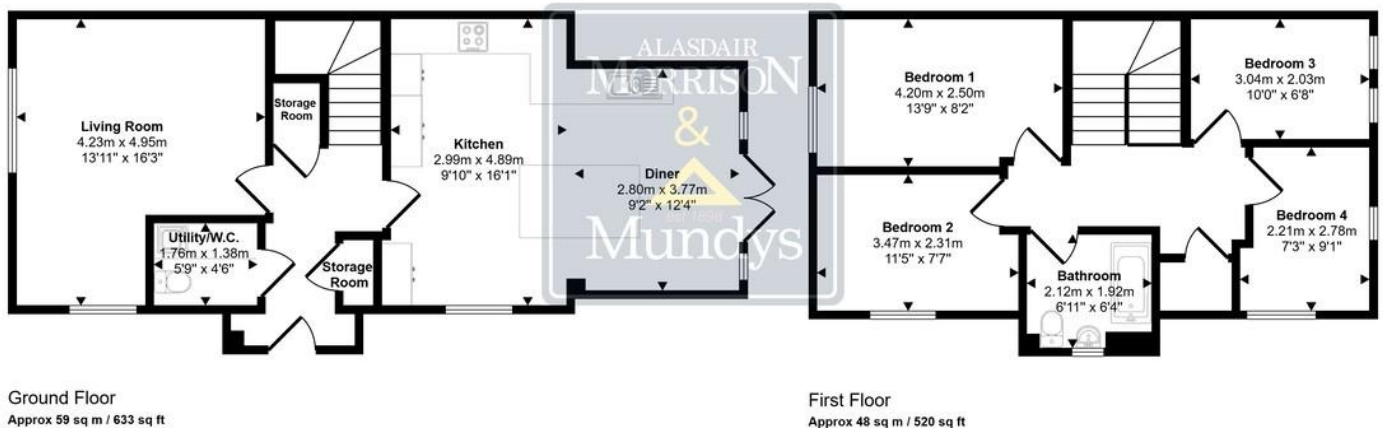 Living Room
4.23m x 4.95m
13'11" x 16'3"
Storage
Room
Kitchen
2.99m x 4.89m
9'10" x 16'1"
Diner
2.80m x 3.77m
9'2" x 12'4"
Utility/W.C.
1.76m x 1.38m
5'9" x 4'6"
Storage
Room
ALASDAIR
MORRISON
&
Mundys
Bedroom 1
4.20m x 2.50m
13'9" x 8'2"
Bedroom 3
3.04m x 2.03m
10'0" x 6'8"
Bedroom 2
3.47m x 2.31m
11'5" x 7'7"
Bedroom 4
2.21m x 2.78m
7'3" x 9'1"
Bathroom
2.12m x 1.92m
6'11" x 6'4"
Ground Floor
Approx 59 sq m / 633 sq ft
First Floor
Approx 48 sq m / 520 sq ft